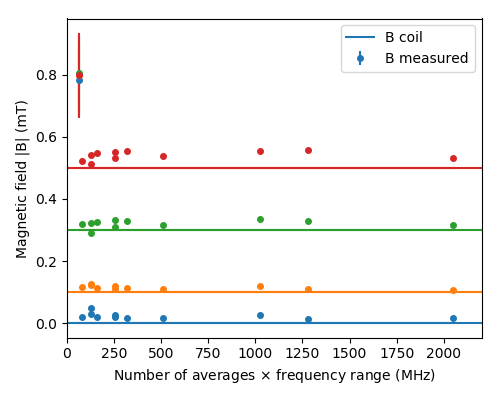 B coil
B measured
0.8
0.6
0.4
0.2
0.0
Magnetic field |B| (mT)
0 250 500 750 1000 1250 1500 1750 2000
Number of averages × frequency range (MHz)